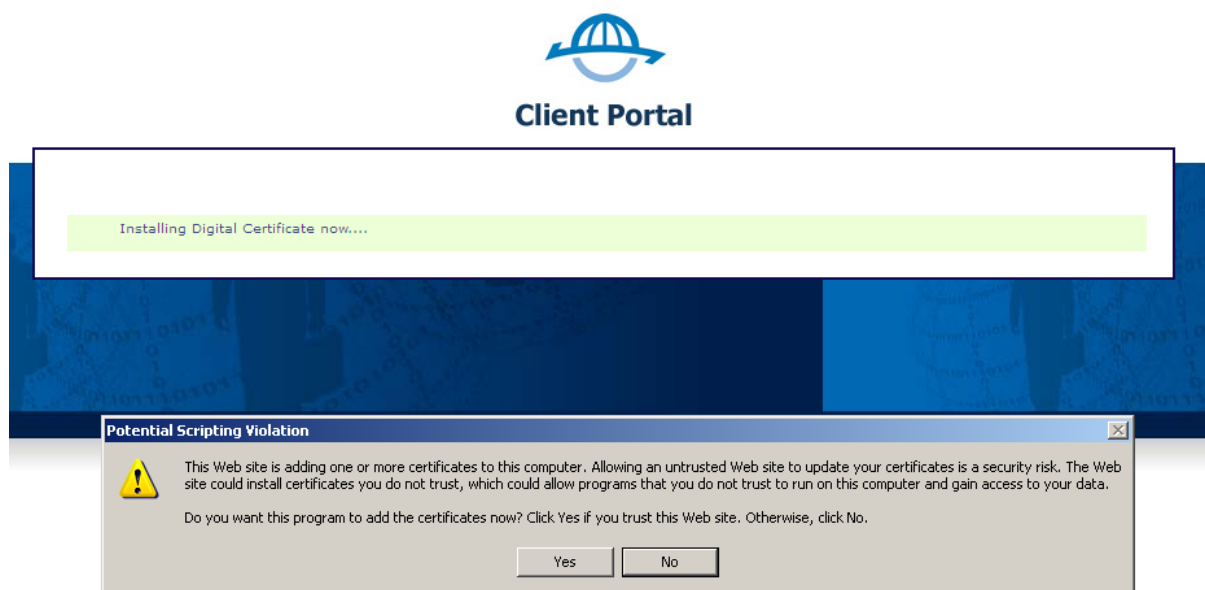 Client Portal
Installing Digital Certificate now....
Potential Scripting Violation
This Web site is adding one or more certificates to this computer. Allowing an untrusted Web site to update your certificates is a security risk. The Web
site could install certificates you do not trust, which could allow programs that you do not trust to run on this computer and gain access to your data.
Do you want this program to add the certificates now? Click Yes if you trust this Web site. Otherwise, click No.
Yes
No